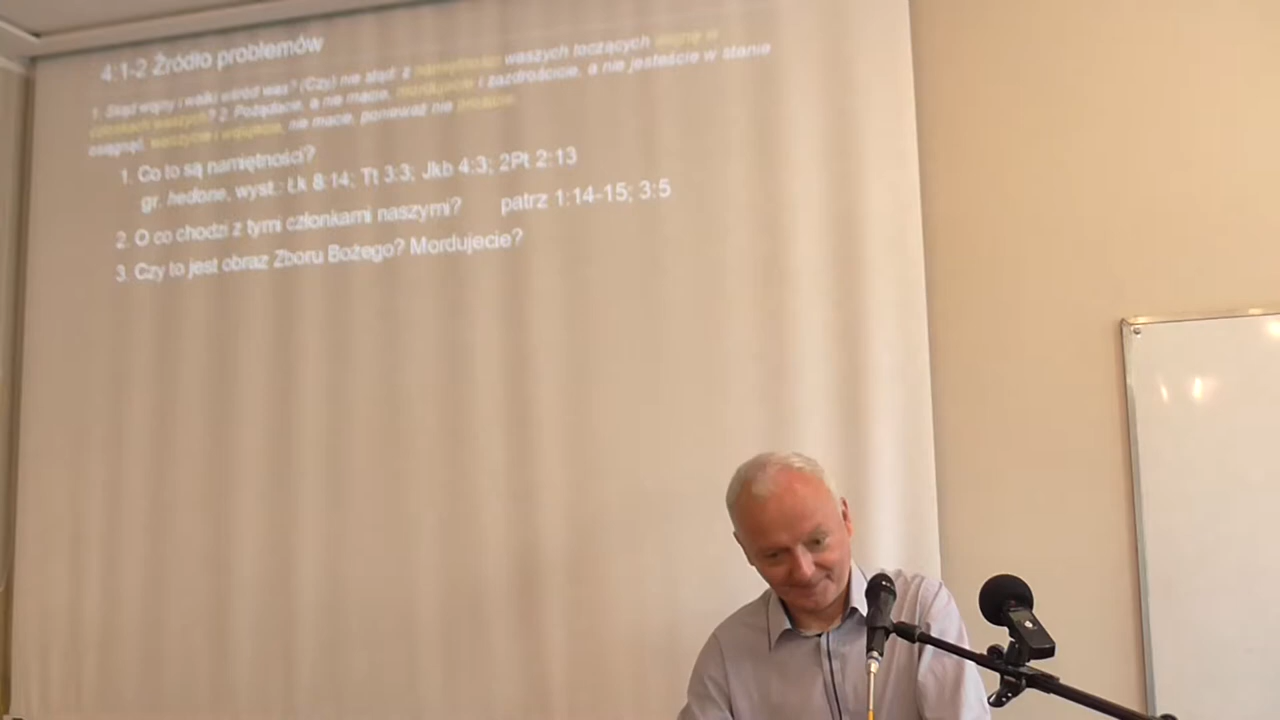 4:1-2 Źródło problemów
1. Skąd wojny i walki wśród was? (Czy) nie stąd: z namiętności waszych toczących wojnę w
członkach waszych? 2. Pożądacie, a nie macie, mordujecie i zazdrościcie, a nie jesteście w stanie
osiągnąć, walczycie i wojujecie, nie macie, ponieważ nie prosicie.
1. Co to są namiętności?
gr. hedone, wyst.: Łk 8:14; Tt 3:3; Jkb 4:3; 2Pt 2:13
2. O co chodzi z tymi członkami naszymi? patrz 1:14-15; 3:5
3. Czy to jest obraz Zboru Bożego? Mordujecie?